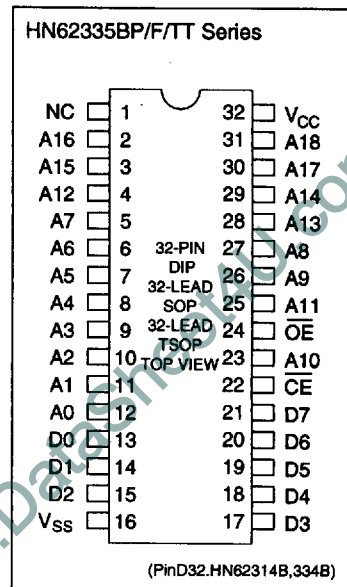 HN62335BP/F/TT Series
NC 1 32 VCC
A16 2 31 A18
A15 3 30 A17
A12 4 29 A14
A7 5 28 A13
A6 6 32-PIN 27 A8
DIP
A5 7 32-LEAD 26 A9
A4 8 SOP 25 A11
A3 9 32-LEAD 24 OE
TSOP
A2 10 TOP VIEW 23 A10
A1 11 22 CE
A0 12 21 D7
D0 13 20 D6
D1 14 19 D5
D2 15 18 D4
VSS 16 17 D3
(PinD32.HN62314B,334B)
.DataSheet4U.com